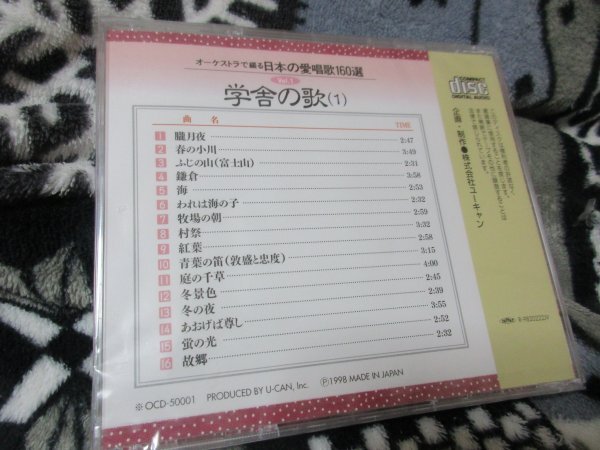 オーケストラで綴る日本の愛唱歌160選
Vol.1
学舎の歌(1)
曲名 TIME
1 朧月夜 2:47
2 春の小川 3:49
3 ふじの山(富士山) 2:31
4 鎌倉 3:58
5 海 2:53
6 われは海の子 2:32
7 牧場の朝 2:59
8 村祭 3:32
9 紅葉 2:58
10 青葉の笛(敦盛と忠度) 3:15
11 庭の千草 4:00
12 冬景色 2:45
13 冬の夜 2:39
14 あおげば尊し 3:55
15 蛍の光 2:52
16 故郷 2:32
※OCD-50001 PRODUCED BY U-CAN, Inc. Ⓟ1998 MADE IN JAPAN
COMPACT
disc
DIGITAL AUDIO
企画・制作●株式会社ユーキャン